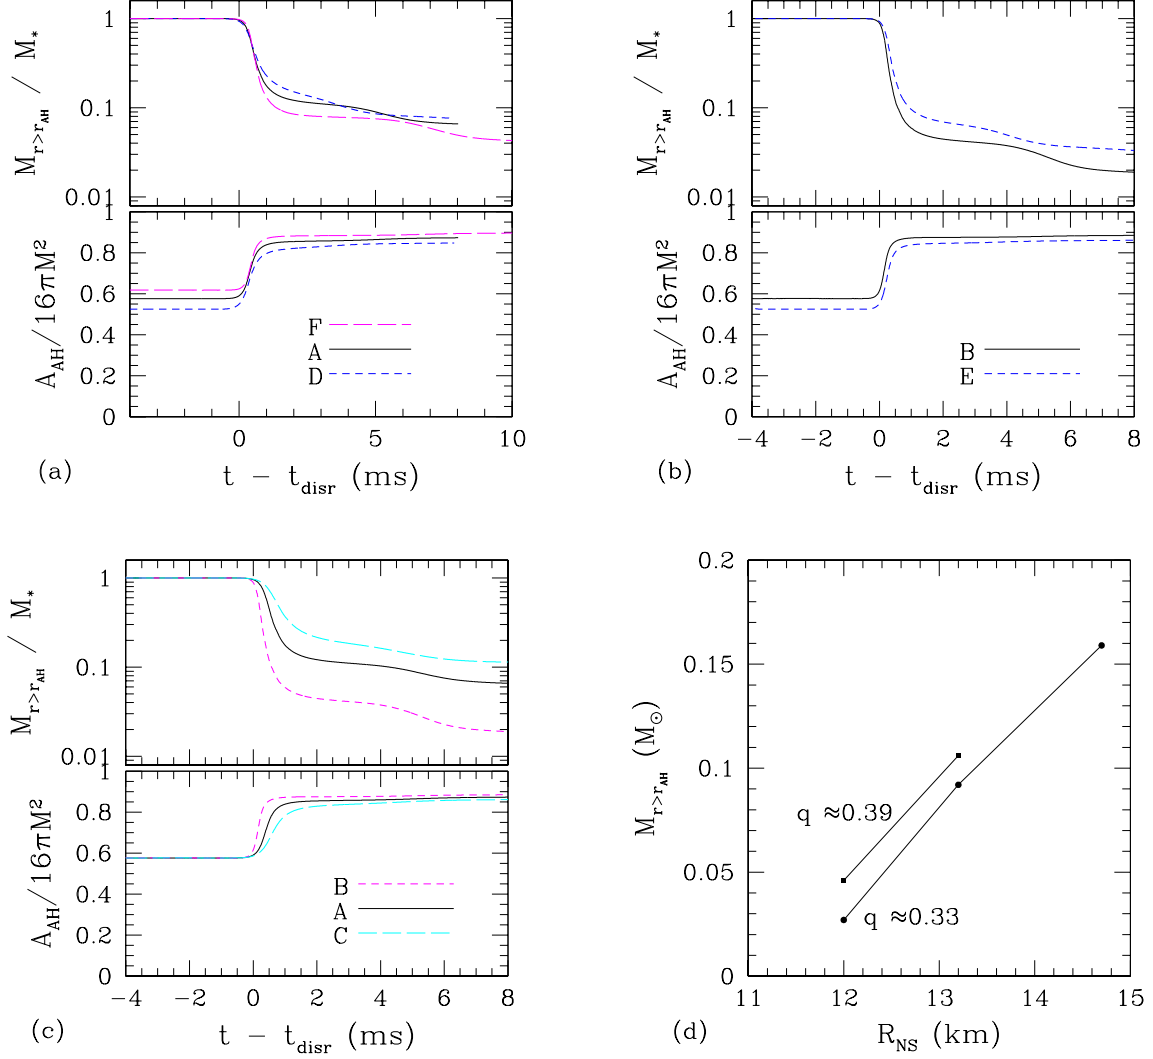 M_{r>r_{AH}} / M_*
1
0.1
0.01
A_{AH}/16πM²
1
0.8
0.6
0.4
0.2
0
F
A
D
0 5 10
(a) t − t_{disr} (ms)
M_{r>r_{AH}} / M_*
1
0.1
0.01
A_{AH}/16πM²
1
0.8
0.6
0.4
0.2
0
B
E
−4 −2 0 2 4 6 8
(b) t − t_{disr} (ms)
M_{r>r_{AH}} / M_*
1
0.1
0.01
A_{AH}/16πM²
1
0.8
0.6
0.4
0.2
0
B
A
C
−4 −2 0 2 4 6 8
(c) t − t_{disr} (ms)
M_{r>r_{AH}} (M_⊙)
0.2
0.15
0.1
0.05
0
q ≈0.39
q ≈0.33
11 12 13 14 15
(d) R_{NS} (km)